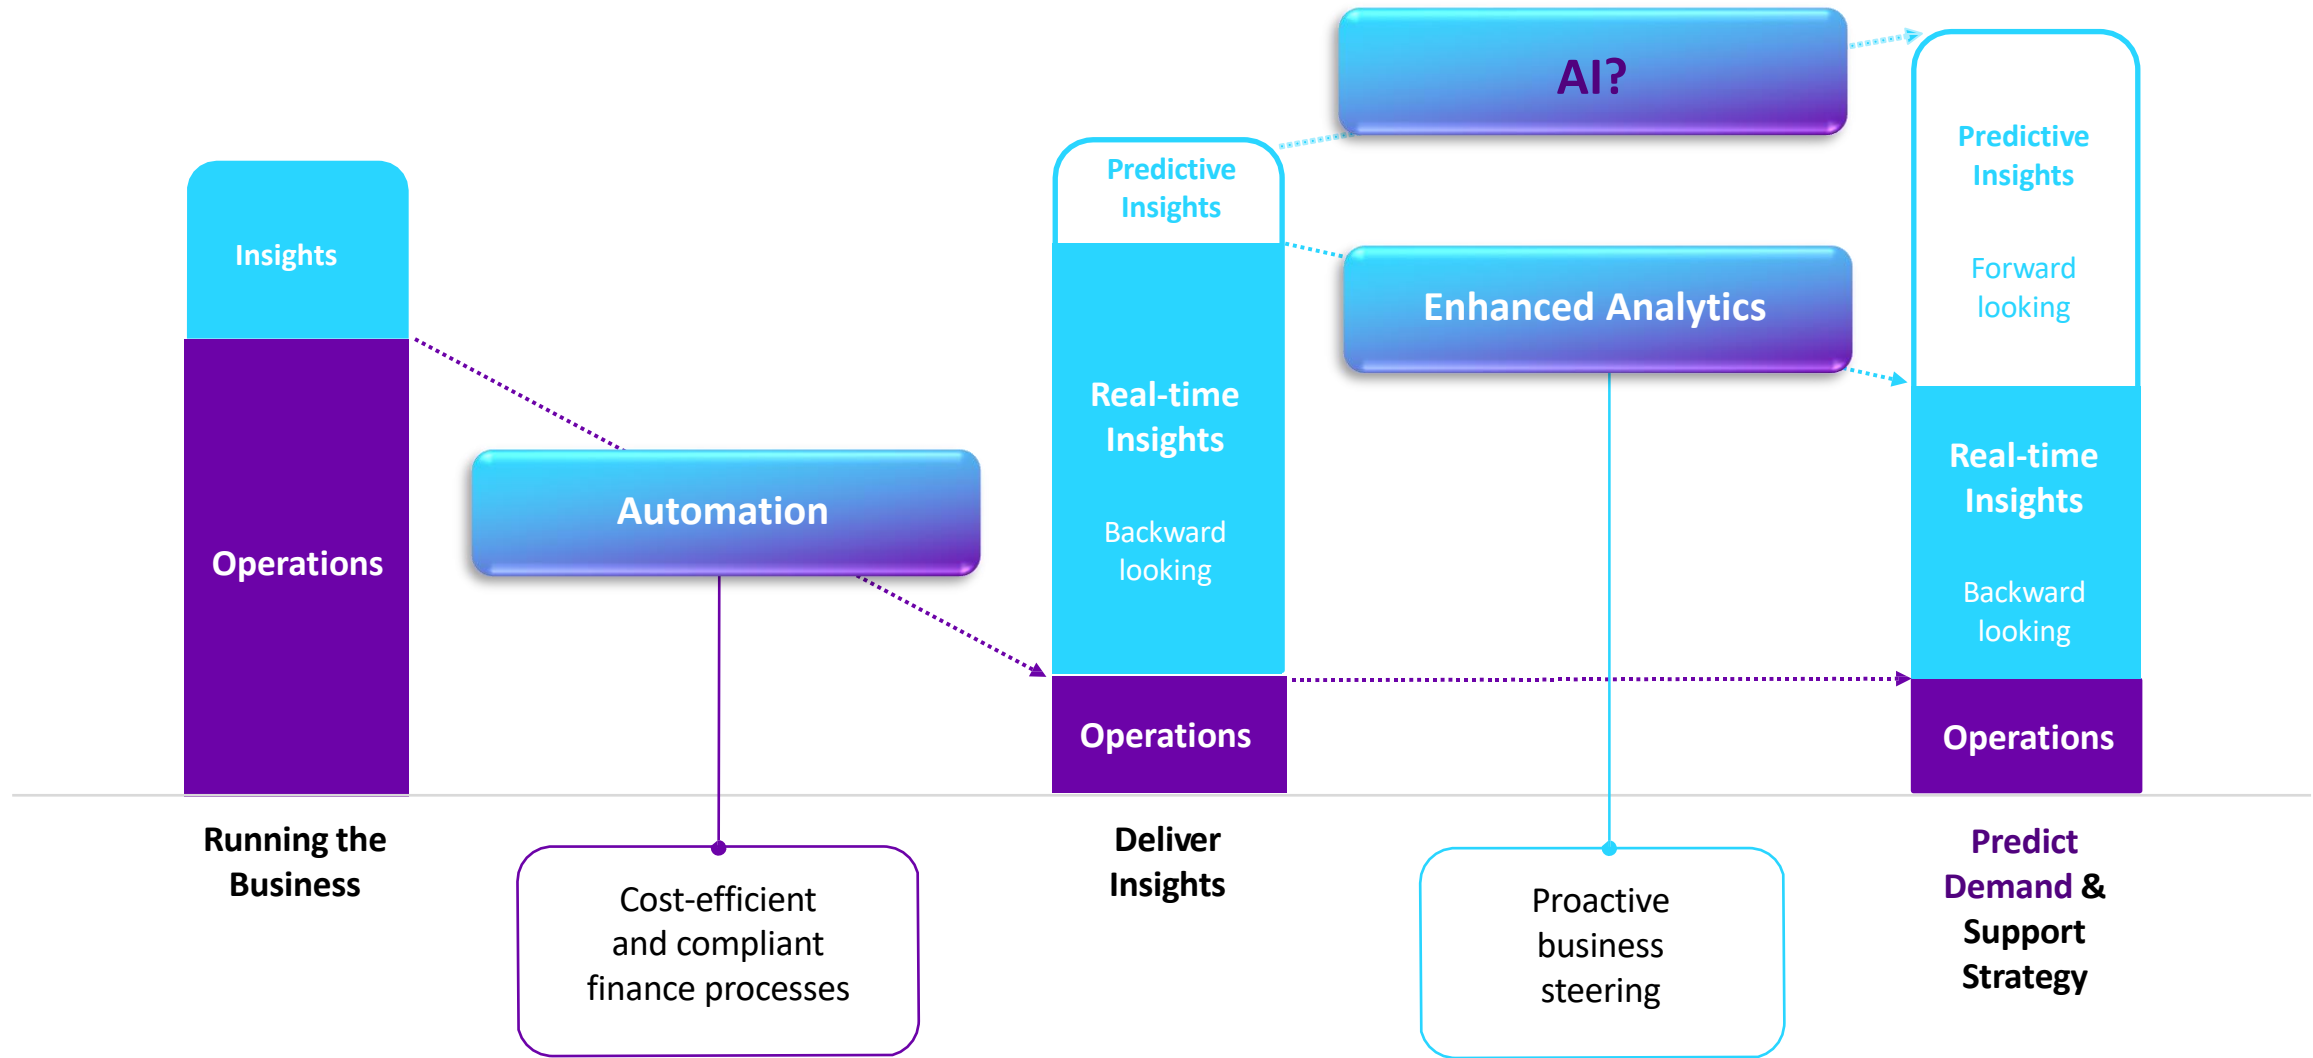 AI?
Predictive
Insights
Forward
looking
Real-time
Insights
Backward
looking
Operations
Predictive
Insights
Enhanced Analytics
Real-time
Insights
Backward
looking
Operations
Insights
Operations
Automation
Running the
Business
Cost-efficient
and compliant
finance processes
Deliver
Insights
Proactive
business
steering
Predict
Demand &
Support
Strategy